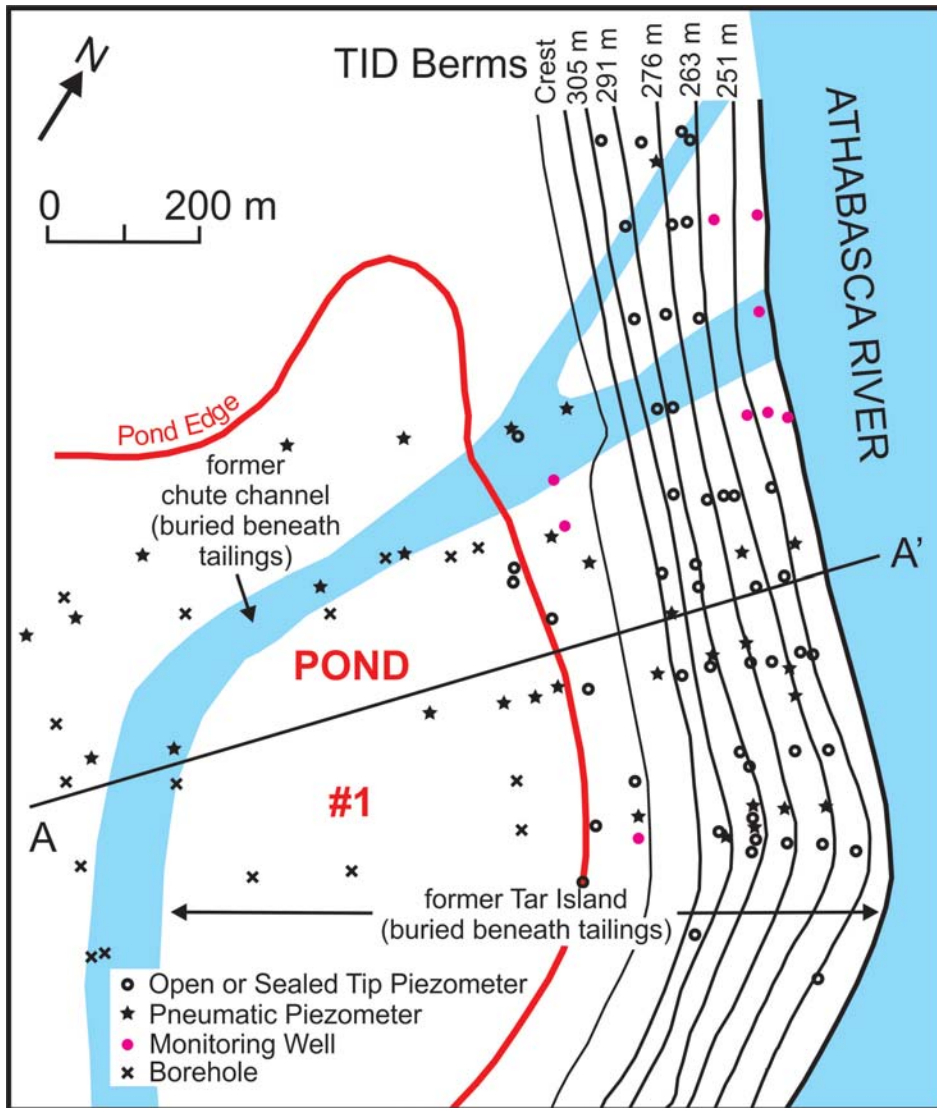 N
TID Berms
Crest
305 m
291 m
276 m
263 m
251 m
ATHABASCA RIVER
0 200 m
Pond Edge
former
chute channel
(buried beneath
tailings)
A'
POND
#1
A
former Tar Island
(buried beneath tailings)
Open or Sealed Tip Piezometer
Pneumatic Piezometer
Monitoring Well
Borehole